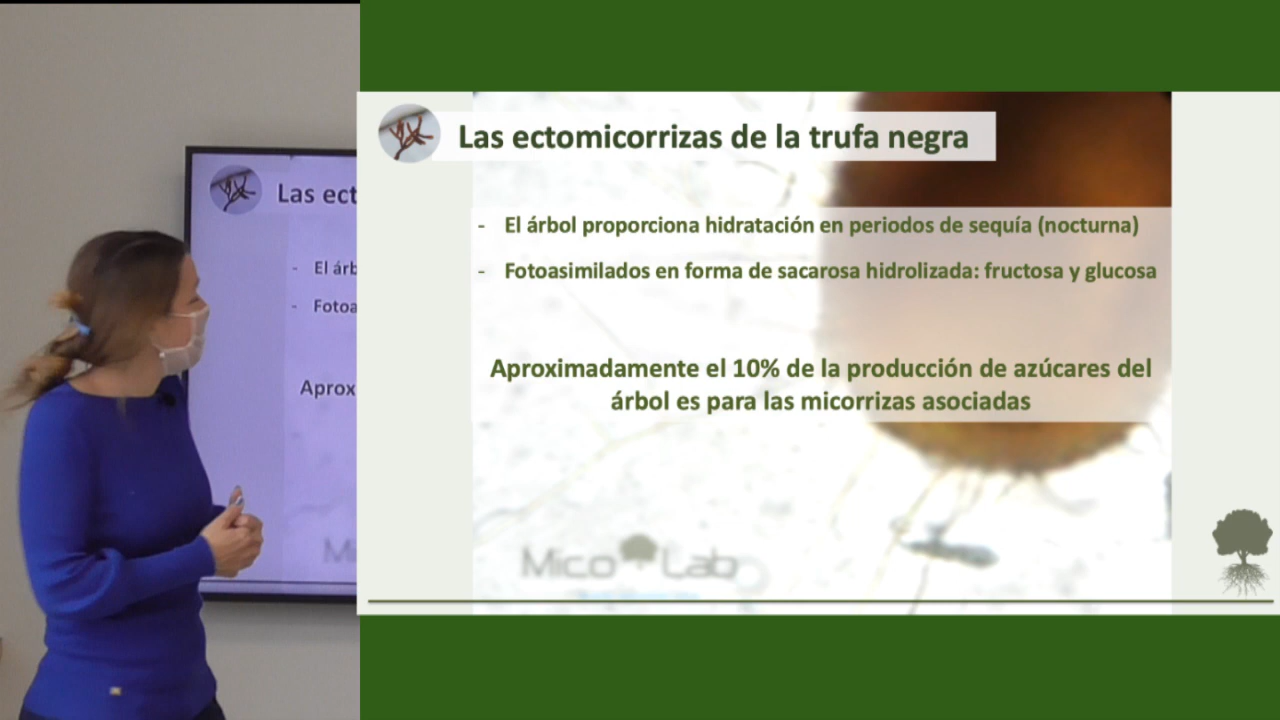 Las ectomicorrizas de la trufa negra
- El árbol proporciona hidratación en periodos de sequía (nocturna)
- Fotoasimilados en forma de sacarosa hidrolizada: fructosa y glucosa
Aproximadamente el 10% de la producción de azúcares del
árbol es para las micorrizas asociadas
Mico Lab
Las ect
- El árb
- Fotoa
Aprox
M